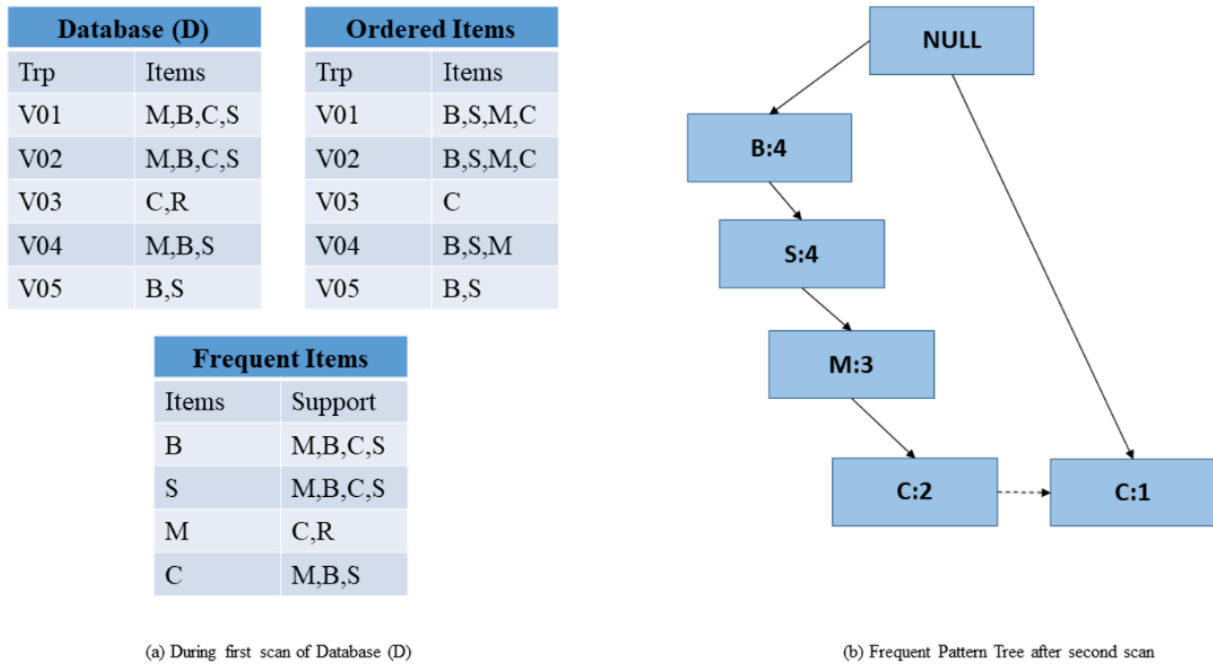 Database (D)
Trp Items
V01 M,B,C,S
V02 M,B,C,S
V03 C,R
V04 M,B,S
V05 B,S
Ordered Items
Trp Items
V01 B,S,M,C
V02 B,S,M,C
V03 C
V04 B,S,M
V05 B,S
Frequent Items
Items Support
B M,B,C,S
S M,B,C,S
M C,R
C M,B,S
(a) During first scan of Database (D)
NULL
B:4
S:4
M:3
C:2 C:1
(b) Frequent Pattern Tree after second scan